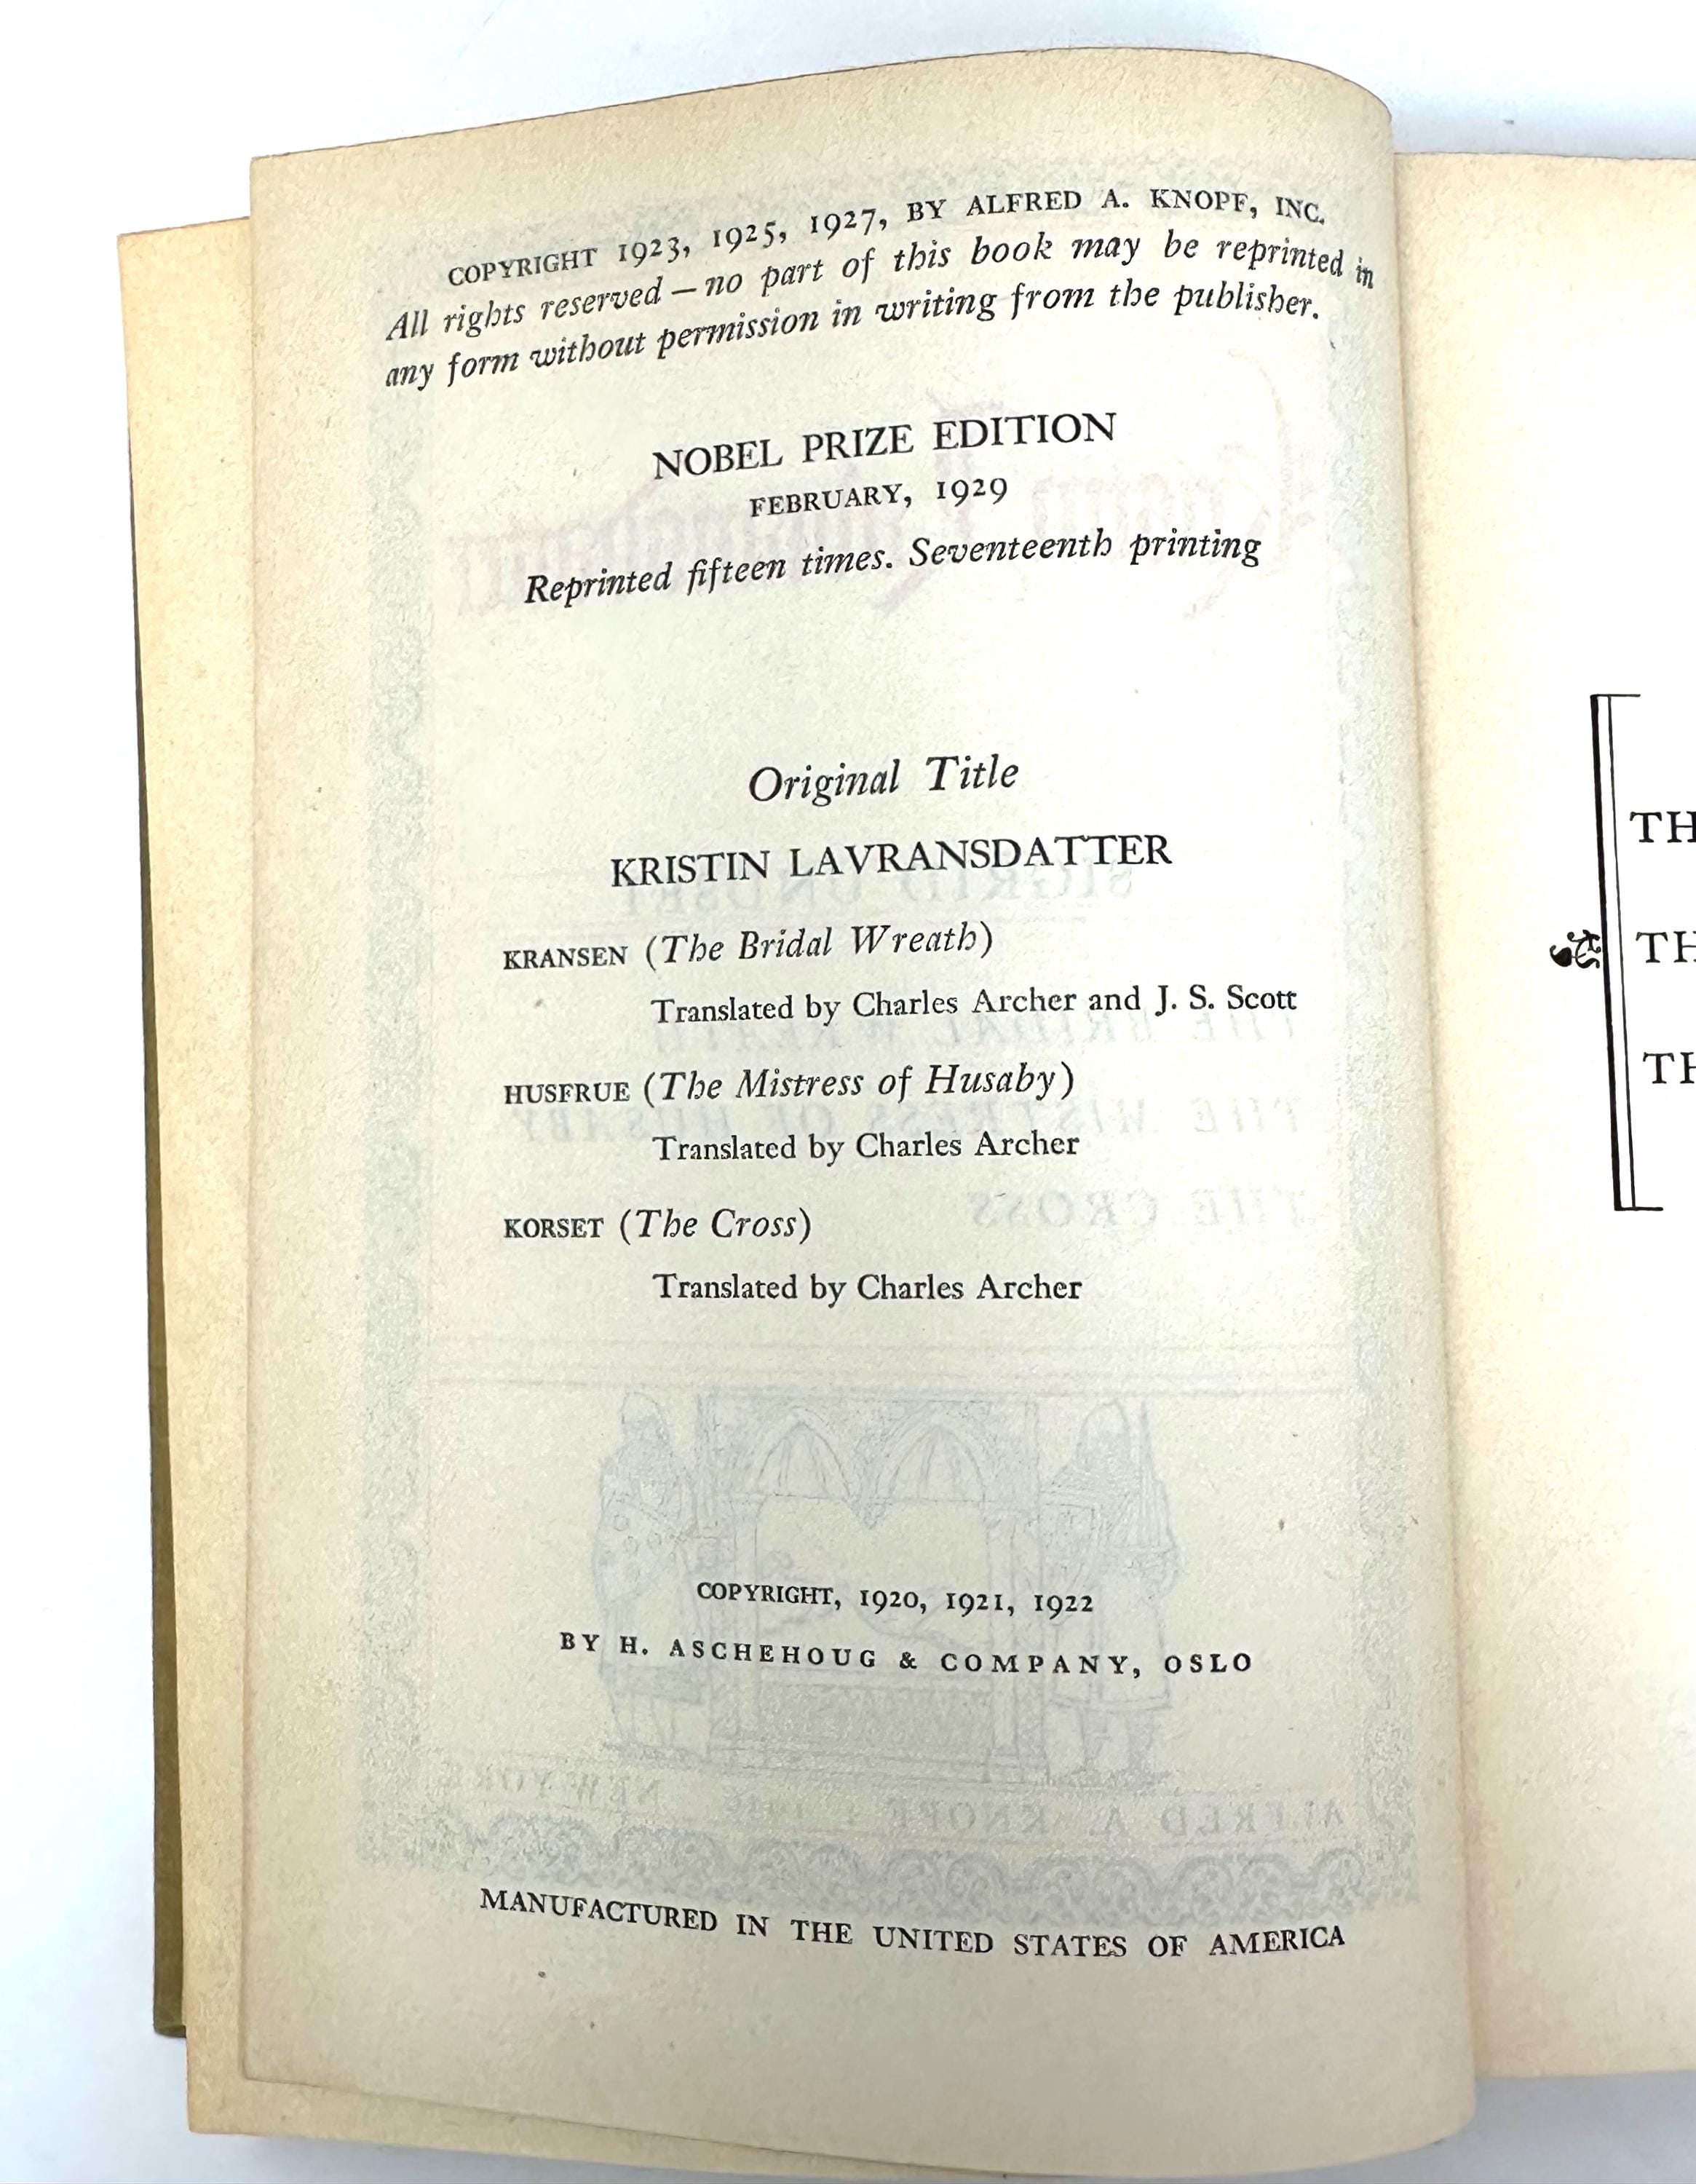 COPYRIGHT 1923, 1925, 1927, BY ALFRED A. KNOPF, INC.
All rights reserved — no part of this book may be reprinted in
any form without permission in writing from the publisher.
NOBEL PRIZE EDITION
FEBRUARY, 1929
Reprinted fifteen times. Seventeenth printing
Original Title
KRISTIN LAVRANSDATTER
KRANSEN (The Bridal Wreath)
Translated by Charles Archer and J. S. Scott
HUSFRUE (The Mistress of Husaby)
Translated by Charles Archer
KORSET (The Cross)
Translated by Charles Archer
COPYRIGHT, 1920, 1921, 1922
BY H. ASCHEHOUG & COMPANY, OSLO
MANUFACTURED IN THE UNITED STATES OF AMERICA
TH
TH
TH